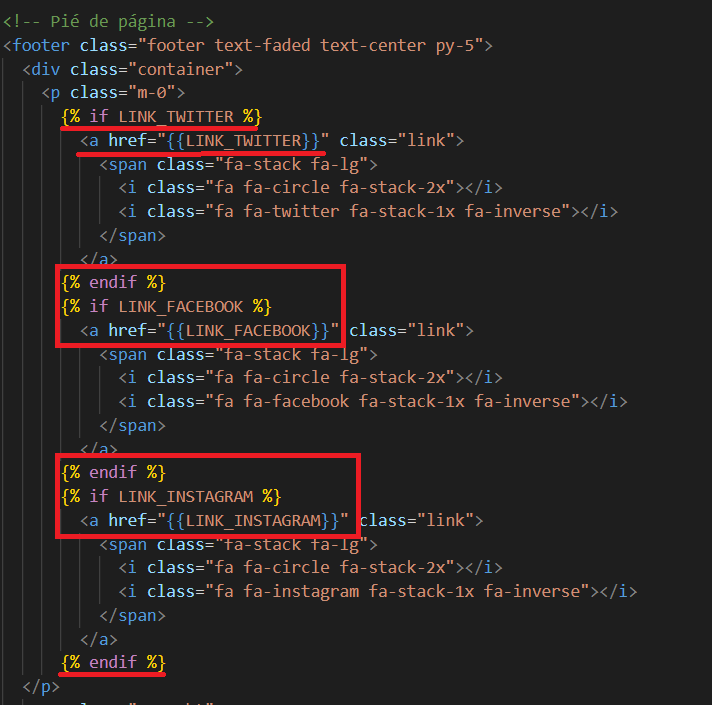 <!-- Pié de página -->
<footer class="footer text-faded text-center py-5">
<div class="container">
<p class="m-0">
{% if LINK_TWITTER %}
<a href="{{LINK_TWITTER}}" class="link">
<span class="fa-stack fa-lg">
<i class="fa fa-circle fa-stack-2x"></i>
<i class="fa fa-twitter fa-stack-1x fa-inverse"></i>
</span>
</a>
{% endif %}
{% if LINK_FACEBOOK %}
<a href="{{LINK_FACEBOOK}}" class="link">
<span class="fa-stack fa-lg">
<i class="fa fa-circle fa-stack-2x"></i>
<i class="fa fa-facebook fa-stack-1x fa-inverse"></i>
</span>
</a>
{% endif %}
{% if LINK_INSTAGRAM %}
<a href="{{LINK_INSTAGRAM}}" class="link">
<span class="fa-stack fa-lg">
<i class="fa fa-circle fa-stack-2x"></i>
<i class="fa fa-instagram fa-stack-1x fa-inverse"></i>
</span>
</a>
{% endif %}
</p>